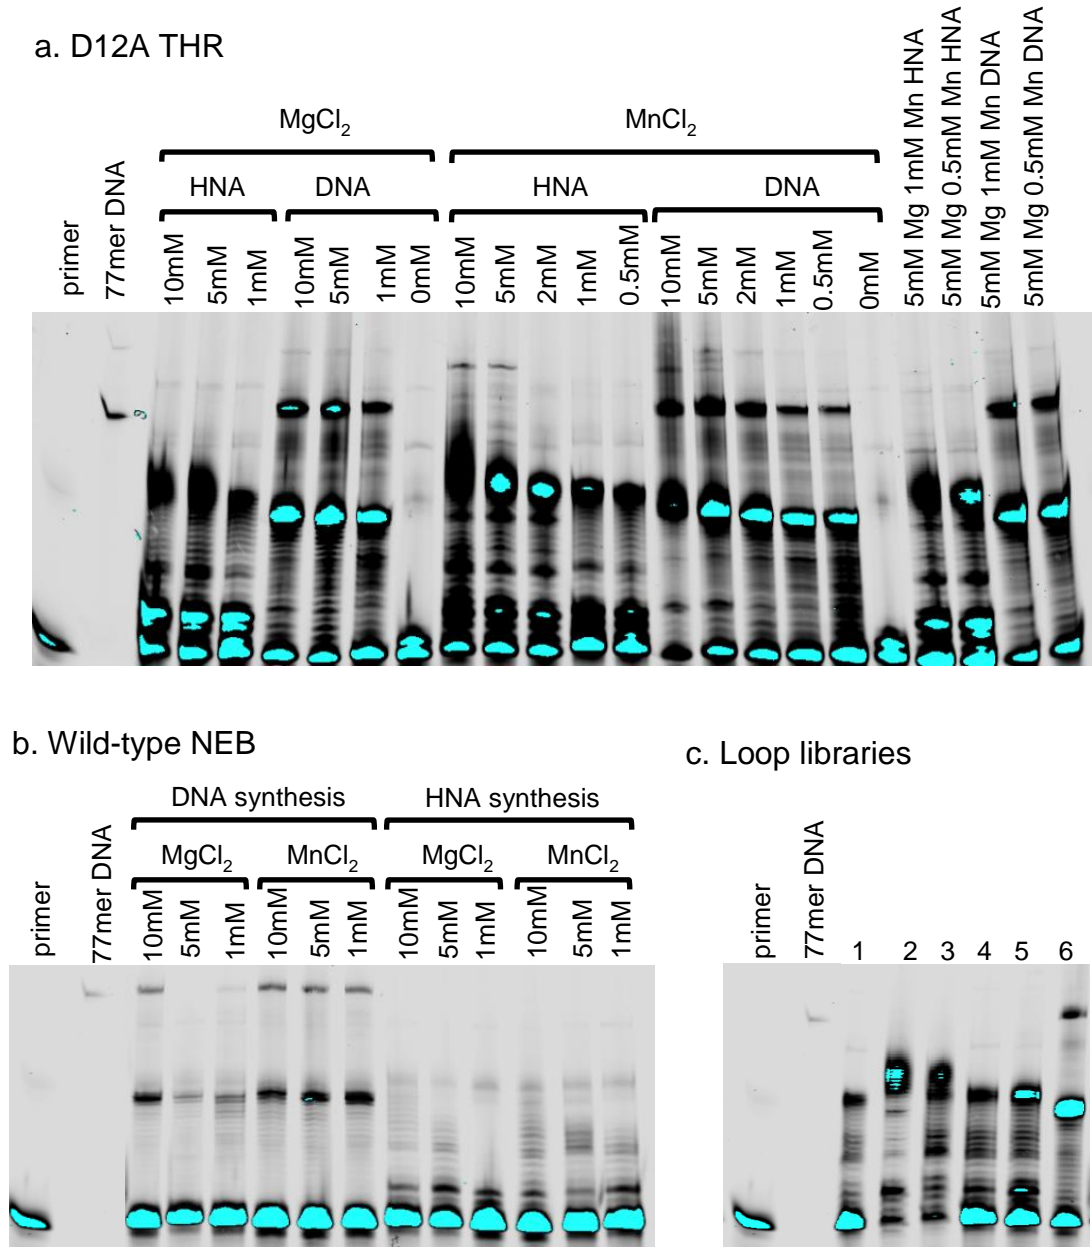 a. D12A THR
MgCl₂
MnCl₂
HNA
DNA
HNA
DNA
primer
77mer DNA
10mM
5mM
1mM
10mM
5mM
1mM
0mM
10mM
5mM
2mM
1mM
0.5mM
10mM
5mM
2mM
1mM
0.5mM
0mM
5mM Mg 1mM Mn HNA
5mM Mg 0.5mM Mn HNA
5mM Mg 1mM Mn DNA
5mM Mg 0.5mM Mn DNA
b. Wild-type NEB
DNA synthesis
HNA synthesis
MgCl₂
MnCl₂
MgCl₂
MnCl₂
primer
77mer DNA
10mM
5mM
1mM
10mM
5mM
1mM
10mM
5mM
1mM
10mM
5mM
1mM
c. Loop libraries
primer
77mer DNA
1
2
3
4
5
6